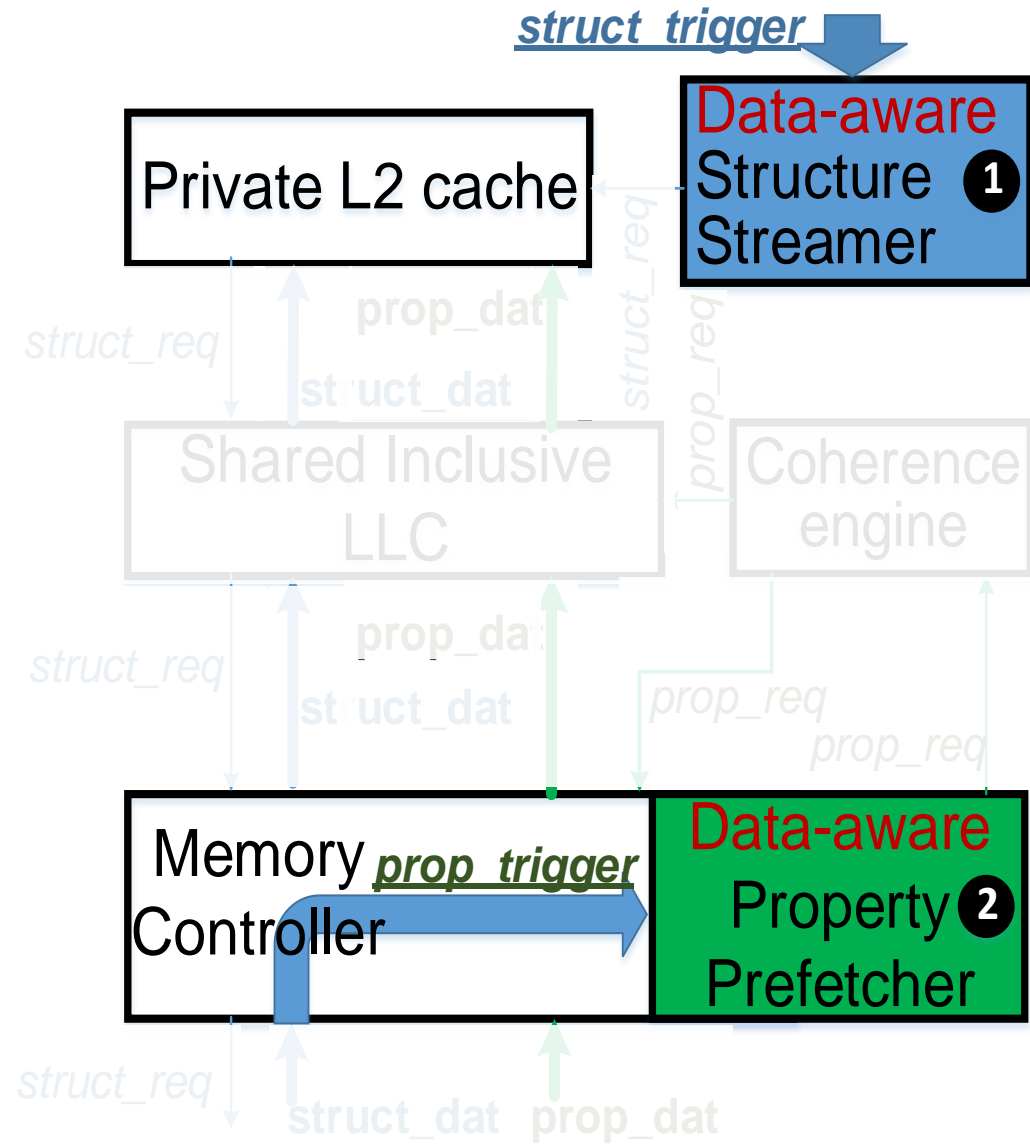 struct_trigger
Data-aware
Structure
Streamer
1
Private L2 cache
struct_req
prop_req
prop_dat
struct_req
struct_dat
Shared Inclusive
LLC
Coherence
engine
prop_da
struct_req
struct_dat
prop_req
prop_req
Memory
Controller
prop_trigger
Data-aware
Property
Prefetcher
2
struct_req
struct_dat
prop_dat